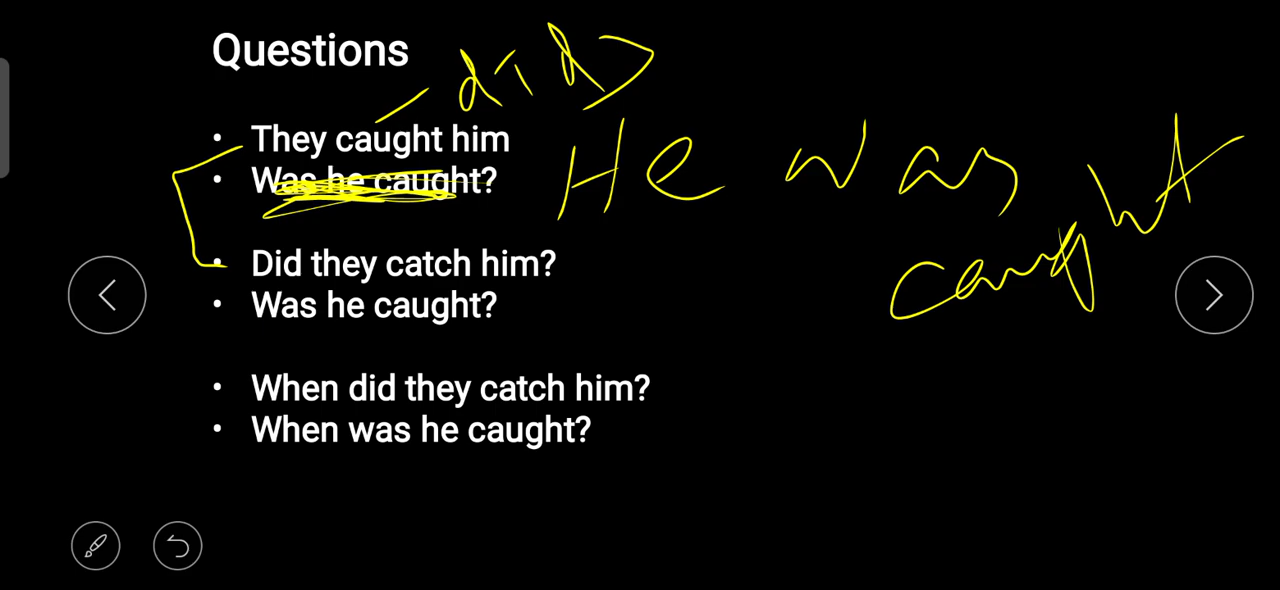 Questions
did
They caught him
Was he caught?
He was
caught
Did they catch him?
Was he caught?
When did they catch him?
When was he caught?